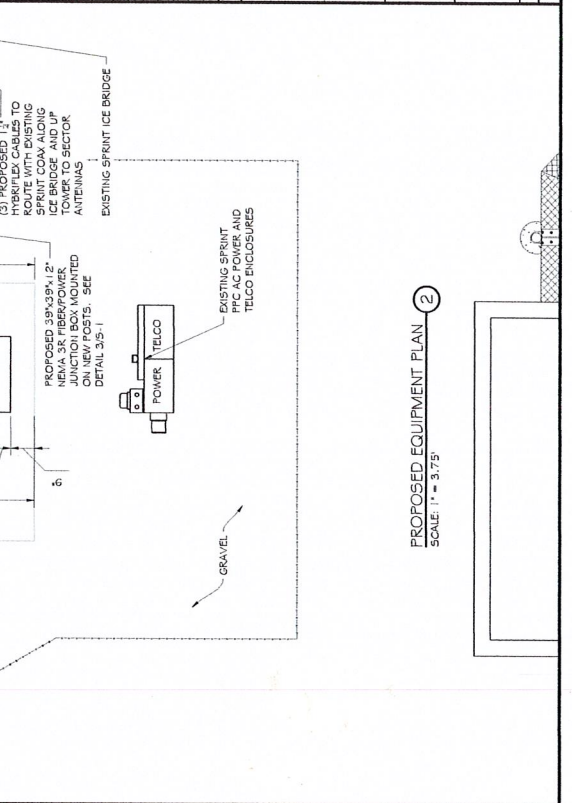 (3) PROPOSED
HYBRIFLEX CABLES TO
ROUTE WITH EXISTING
SPRINT COAX ALONG
ICE BRIDGE AND UP
TOWER TO SECTOR
ANTENNAS
EXISTING SPRINT ICE BRIDGE
PROPOSED 39"x39"x12"
NEMA 3R FIBER/POWER
JUNCTION BOX MOUNTED
ON NEW POSTS. SEE
DETAIL 3/S-1
POWER
TELCO
EXISTING SPRINT
PPC AC POWER AND
TELCO ENCLOSURES
GRAVEL
PROPOSED EQUIPMENT PLAN
2
SCALE: 1" = 3.75'